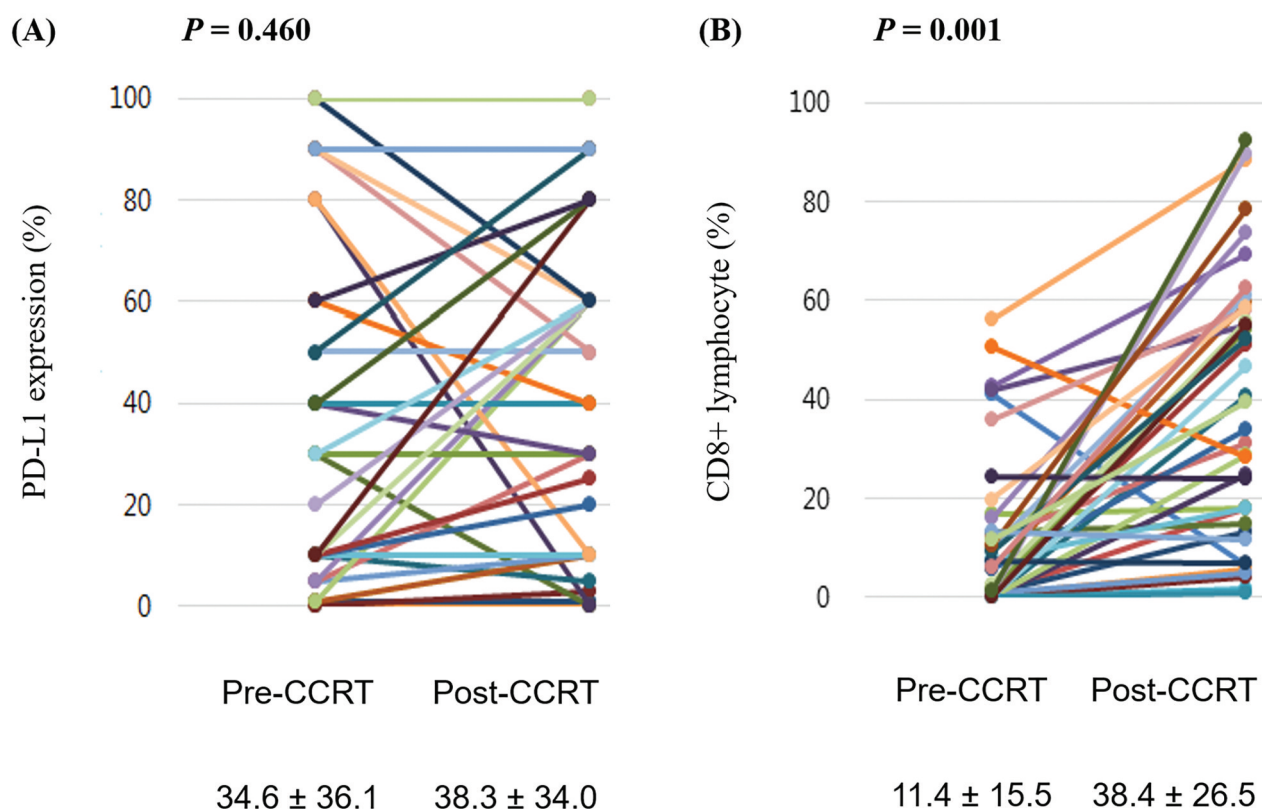 (A)
P = 0.460
PD-L1 expression (%)
100
80
60
40
20
0
Pre-CCRT
Post-CCRT
34.6 ± 36.1
38.3 ± 34.0
(B)
P = 0.001
CD8+ lymphocyte (%)
100
80
60
40
20
0
Pre-CCRT
Post-CCRT
11.4 ± 15.5
38.4 ± 26.5